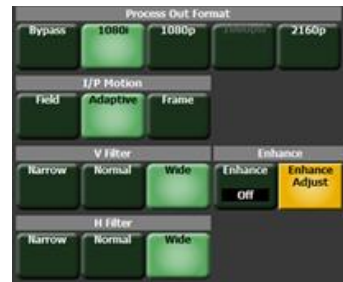 Process Out Format
Bypass 1080i 1080p 1080psf 2160p
I/P Motion
Field Adaptive Frame
V Filter Enhance
Narrow Normal Wide Enhance Off Enhance Adjust
H Filter
Narrow Normal Wide